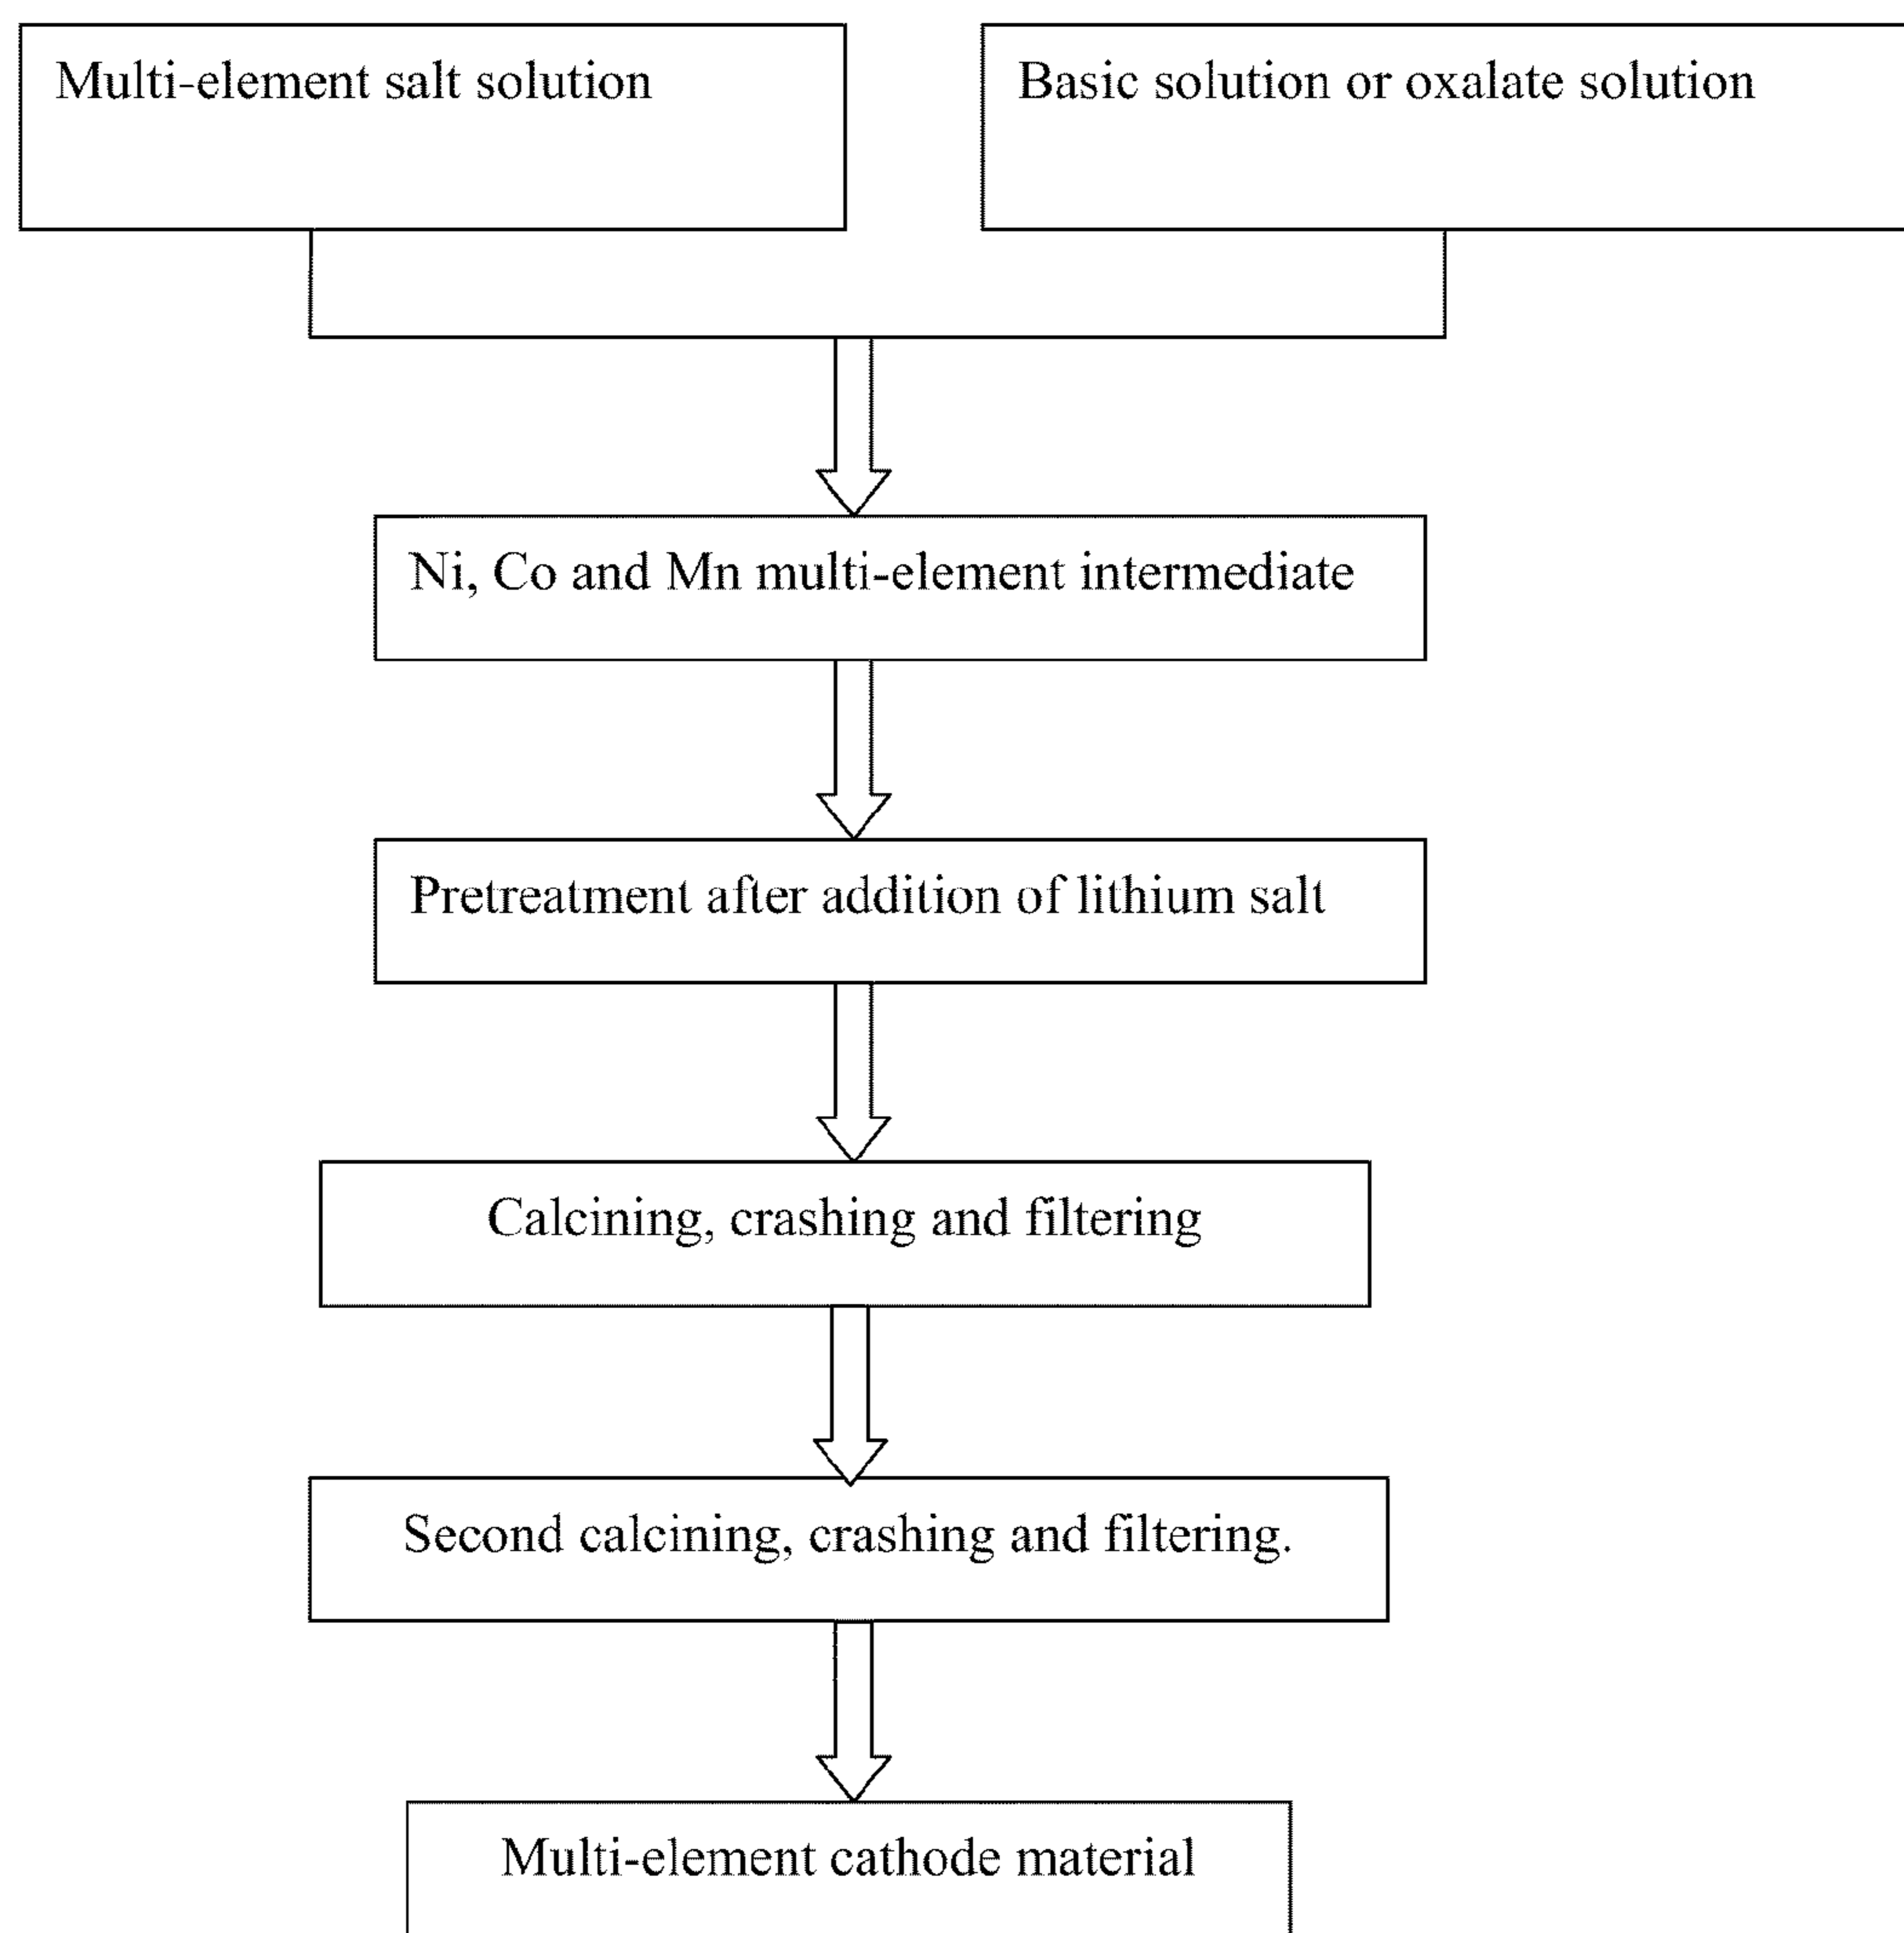 Multi-element salt solution
Basic solution or oxalate solution
Ni, Co and Mn multi-element intermediate
Pretreatment after addition of lithium salt
Calcining, crashing and filtering
Second calcining, crashing and filtering.
Multi-element cathode material